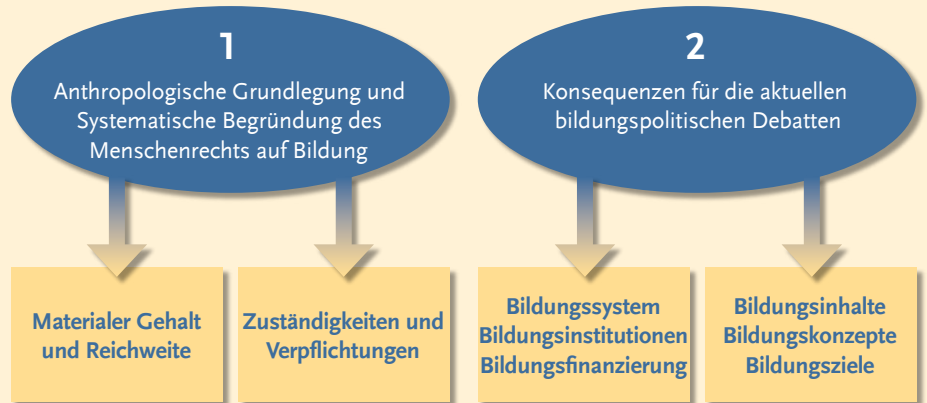 1
Anthropologische Grundlegung und
Systematische Begründung des
Menschenrechts auf Bildung
2
Konsequenzen für die aktuellen
bildungspolitischen Debatten
Materialer Gehalt
und Reichweite
Zuständigkeiten und
Verpflichtungen
Bildungssystem
Bildungsinstitutionen
Bildungsfinanzierung
Bildungsinhalte
Bildungskonzepte
Bildungsziele